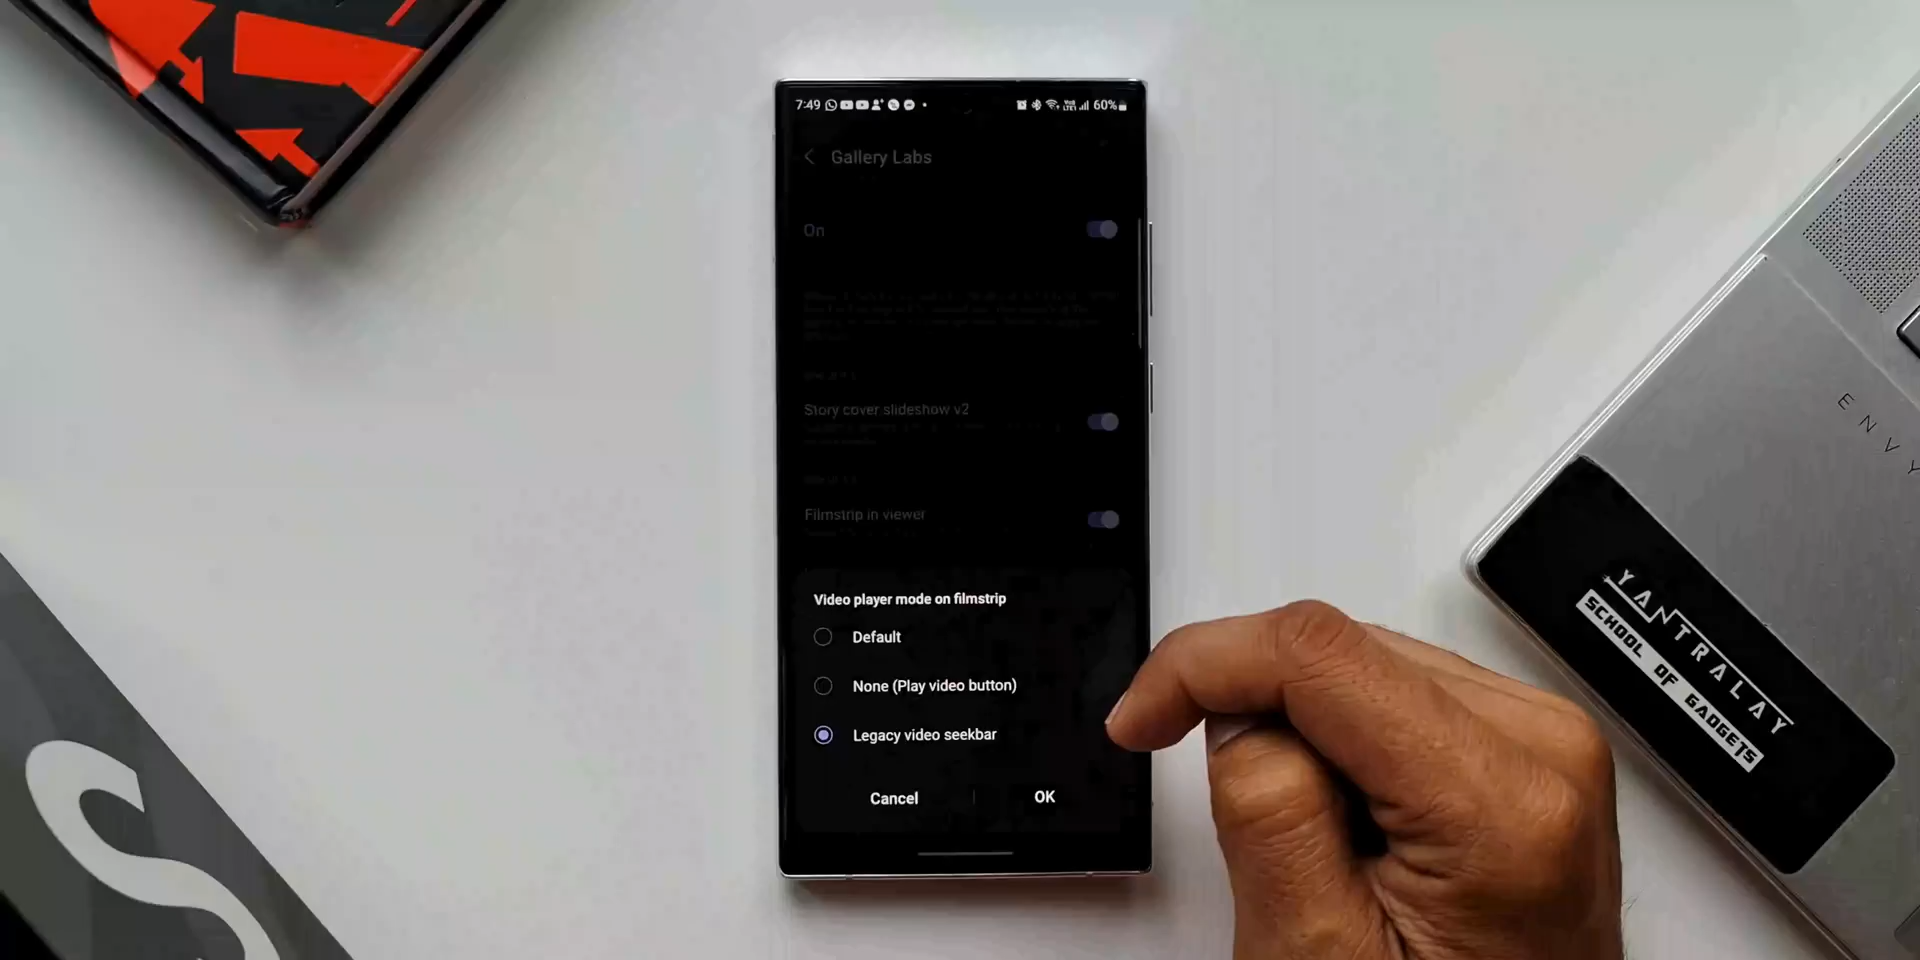 7:49
60%
Gallery Labs
On
Story cover slideshow v2
Filmstrip in viewer
Video player mode on filmstrip
Default
None (Play video button)
Legacy video seekbar
Cancel
OK
ENVY
YANTRALAY
SCHOOL OF GADGETS
S